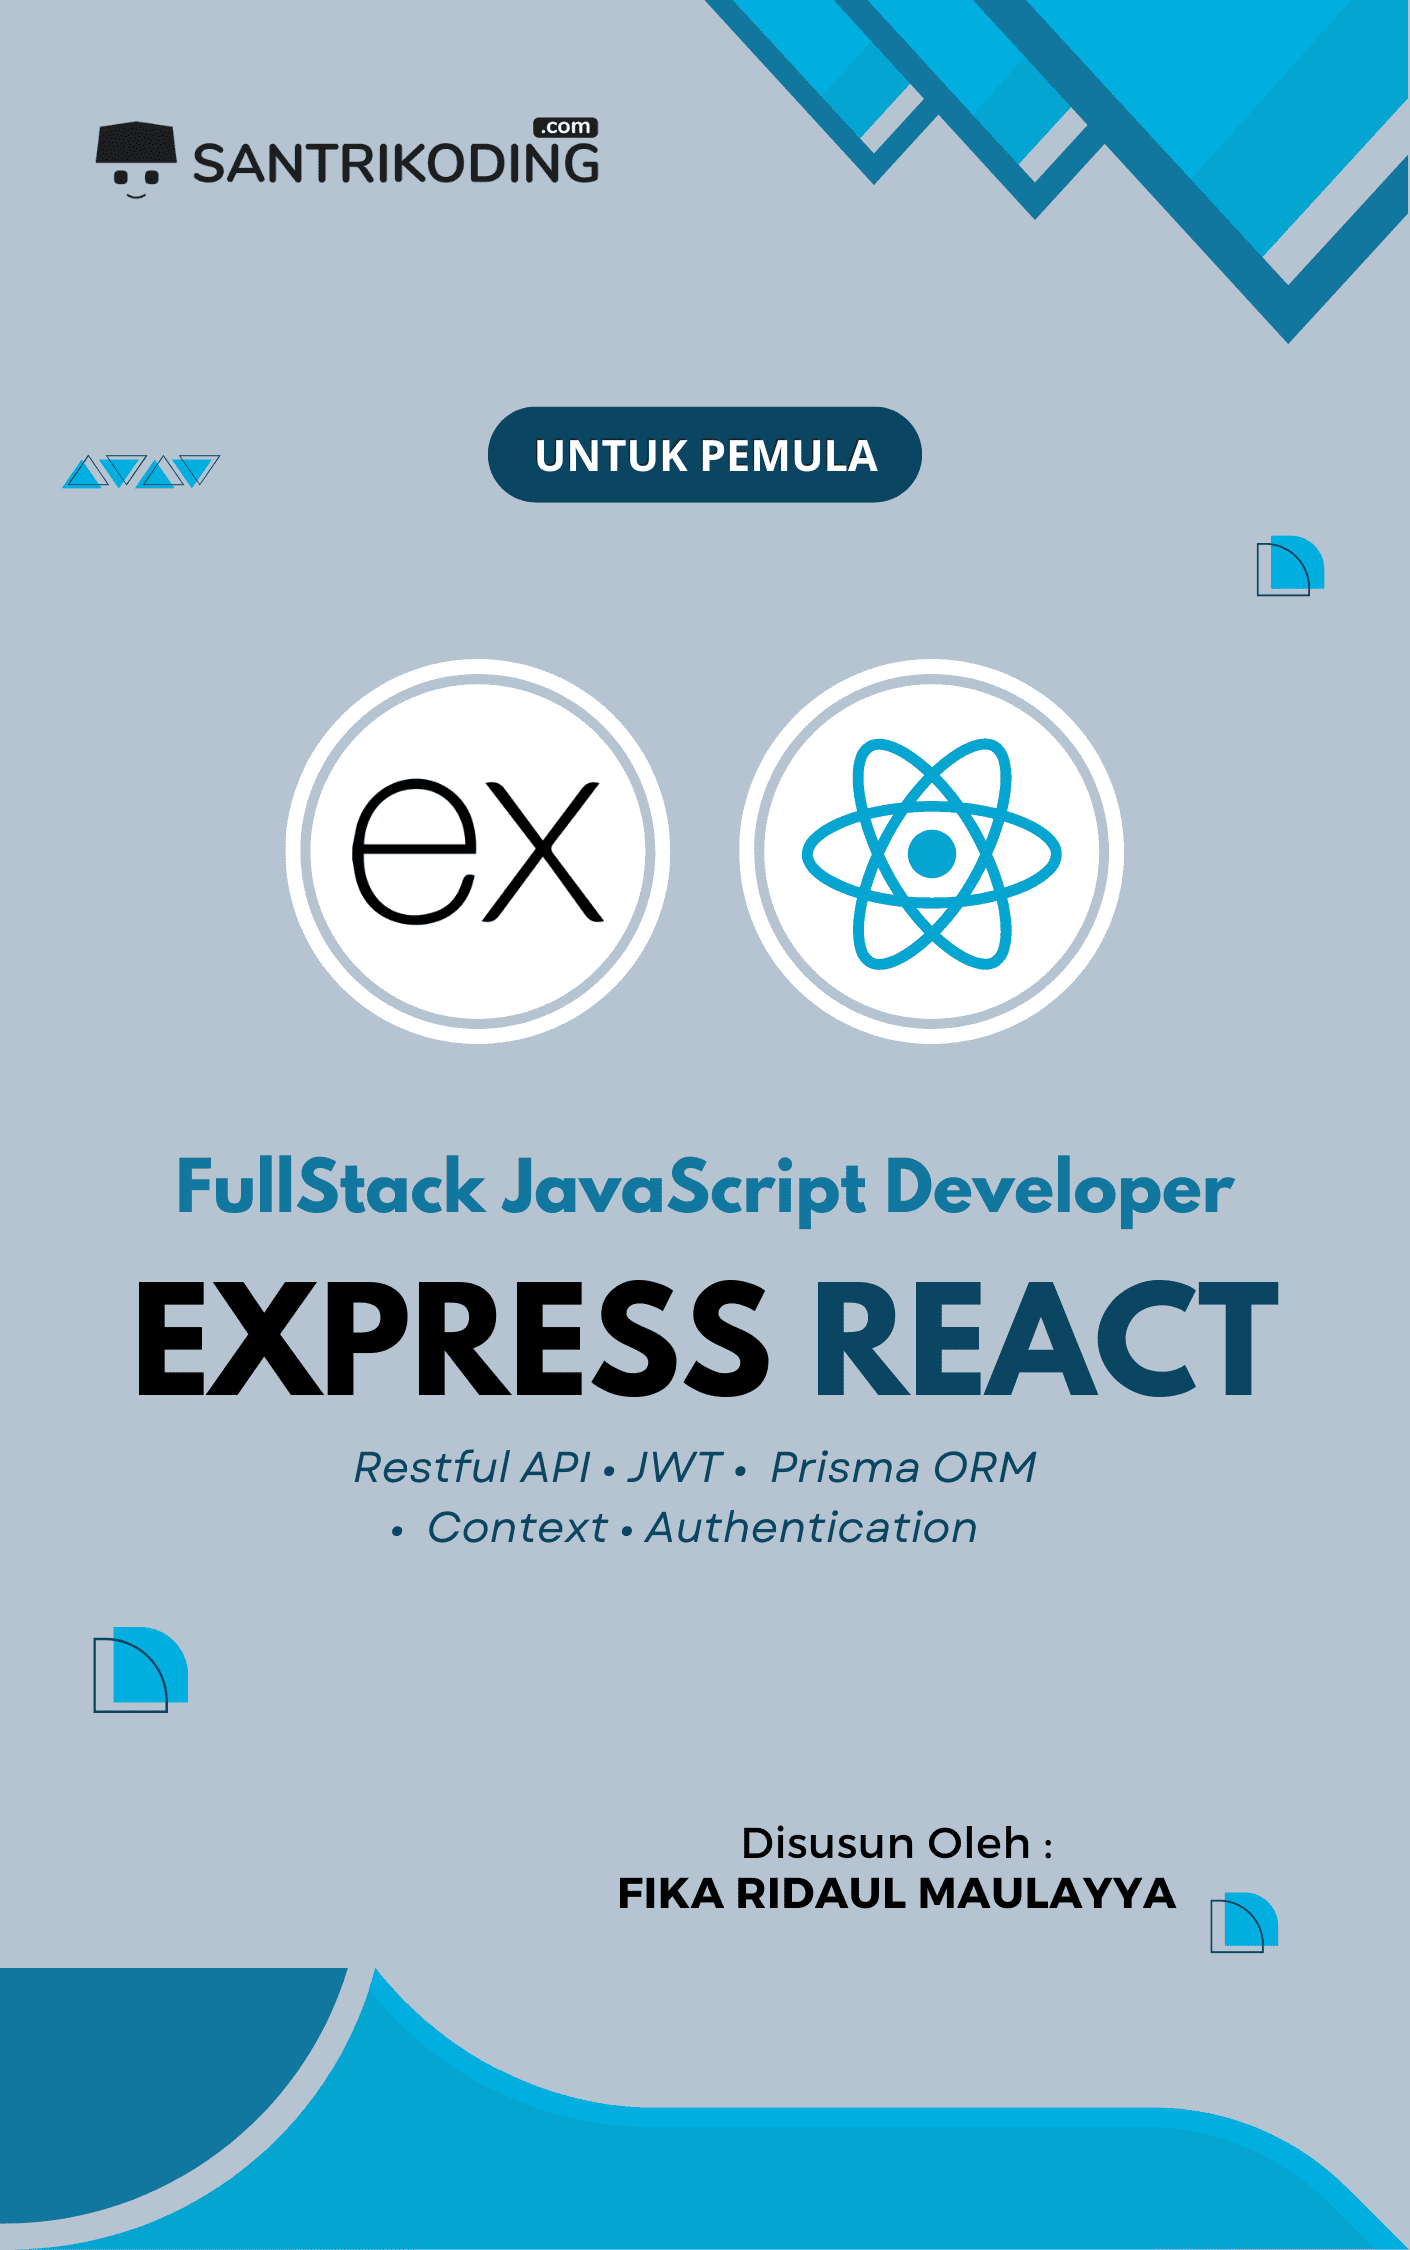 .com
SANTRIKODING
UNTUK PEMULA
ex
FullStack JavaScript Developer
EXPRESS REACT
Restful API • JWT • Prisma ORM
• Context • Authentication
Disusun Oleh :
FIKA RIDAUL MAULAYYA